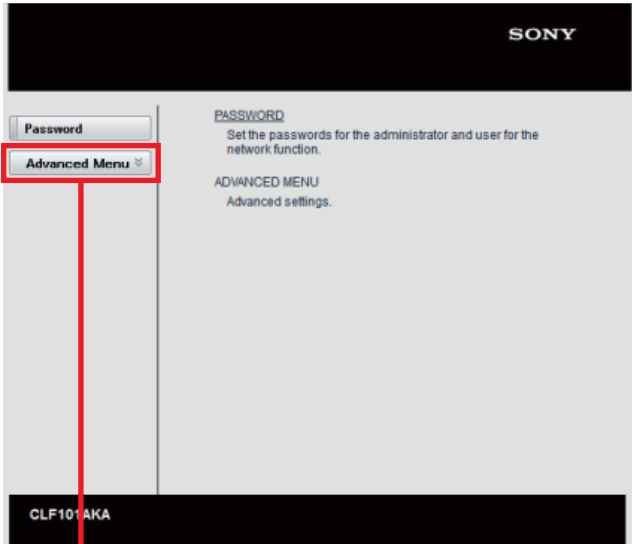 SONY
Password
Advanced Menu
PASSWORD
Set the passwords for the administrator and user for the
network function.
ADVANCED MENU
Advanced settings.
CLF101AKA